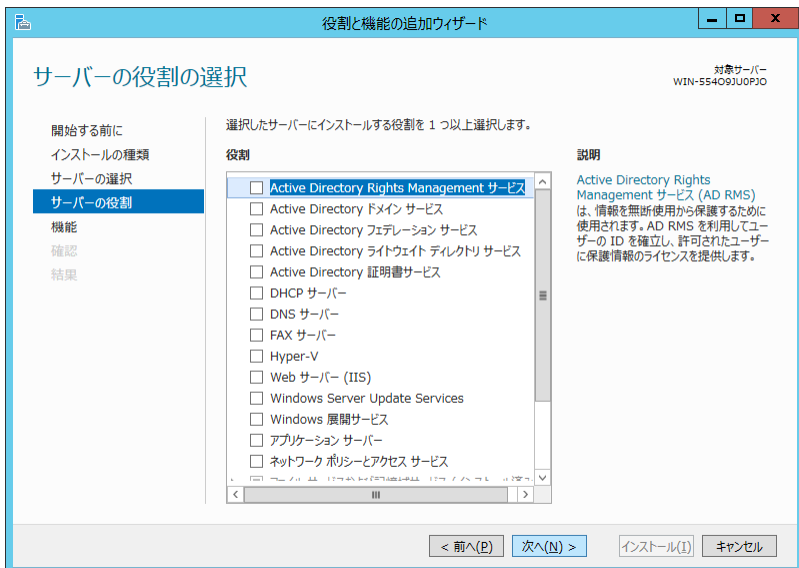 役割と機能の追加ウィザード
サーバーの役割の選択
対象サーバー
WIN-554O9JU0PJO
開始する前に
インストールの種類
サーバーの選択
サーバーの役割
機能
確認
結果
選択したサーバーにインストールする役割を 1 つ以上選択します。
役割
Active Directory Rights Management サービス
Active Directory ドメイン サービス
Active Directory フェデレーション サービス
Active Directory ライトウェイト ディレクトリ サービス
Active Directory 証明書サービス
DHCP サーバー
DNS サーバー
FAX サーバー
Hyper-V
Web サーバー (IIS)
Windows Server Update Services
Windows 展開サービス
アプリケーション サーバー
ネットワーク ポリシーとアクセス サービス
説明
Active Directory Rights
Management サービス (AD RMS)
は、情報を無断使用から保護するために
使用されます。AD RMS を利用してユー
ザーの ID を確立し、許可されたユーザー
に保護情報のライセンスを提供します。
< 前へ(P)
次へ(N) >
インストール(I)
キャンセル